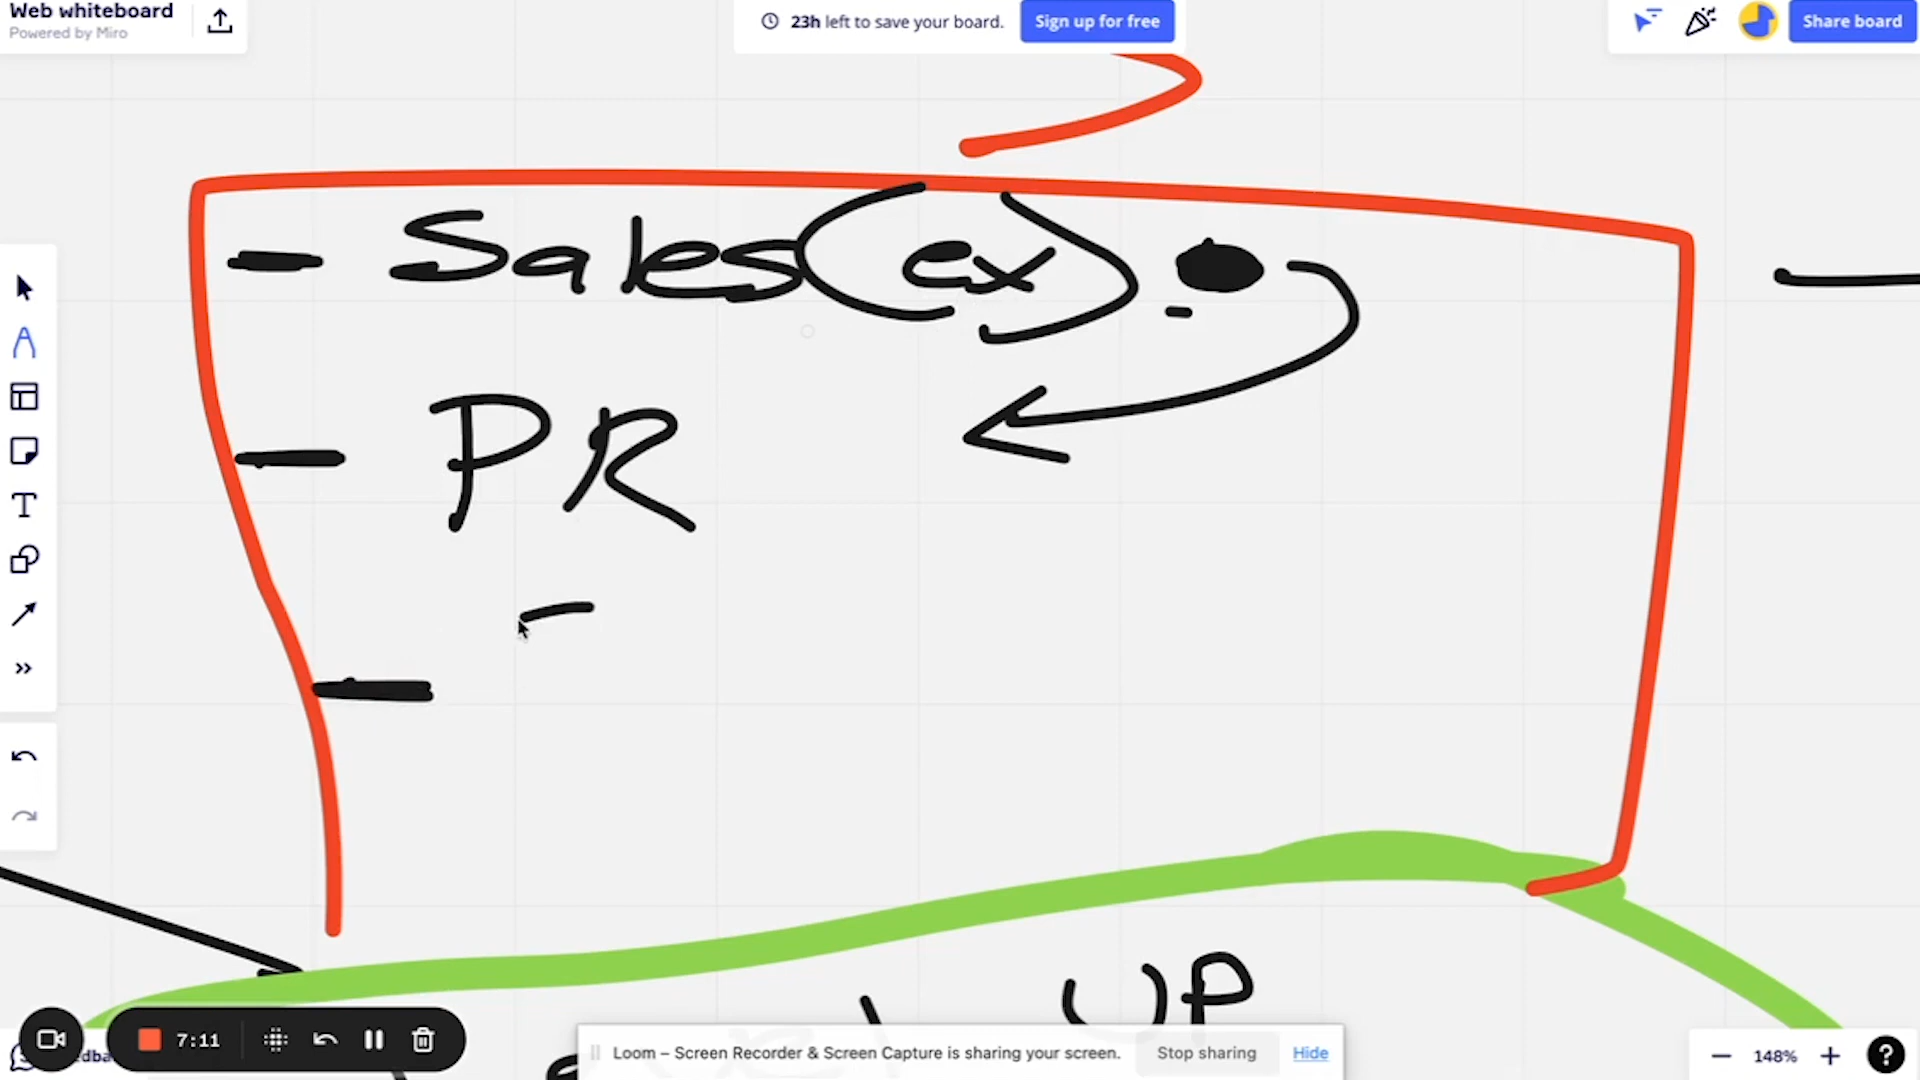 Web whiteboard
Powered by Miro
23h left to save your board.
Sign up for free
Share board
- Sales (ex)
- PR
-
-
UP
7:11
Loom – Screen Recorder & Screen Capture is sharing your screen.
Stop sharing
Hide
148%